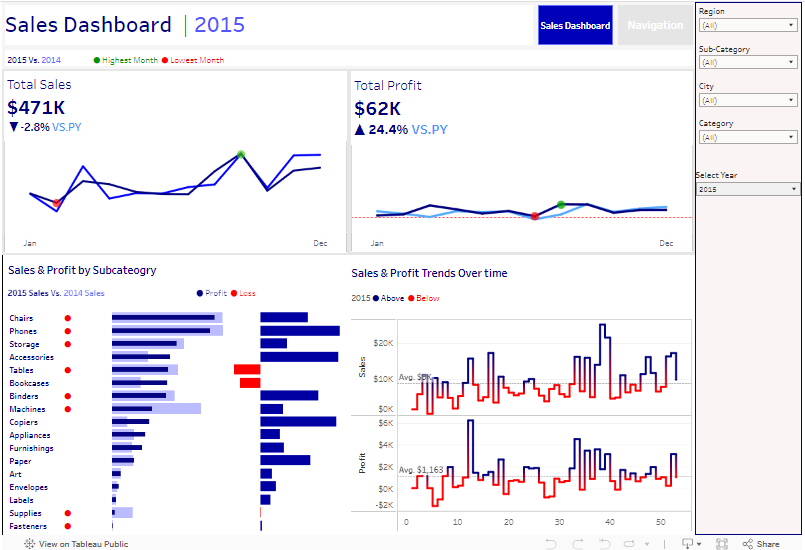 Sales Dashboard | 2015
Sales Dashboard
Navigation
2015 Vs. 2014
Highest Month
Lowest Month
Total Sales
$471K
▼-2.8% VS.PY
Jan
Dec
Total Profit
$62K
▲ 24.4% VS.PY
Jan
Dec
Sales & Profit by Subcateogry
2015 Sales Vs. 2014 Sales
Profit
Loss
Chairs
Phones
Storage
Accessories
Tables
Bookcases
Binders
Machines
Copiers
Appliances
Furnishings
Paper
Art
Envelopes
Labels
Supplies
Fasteners
Sales & Profit Trends Over time
2015
Above
Below
Sales
$20K
$10K
$0K
Avg. $9K
Profit
$6K
$4K
$2K
$0K
-$2K
Avg. $1,163
0 10 20 30 40 50
Region
(All)
Sub-Category
(All)
City
(All)
Category
(All)
Select Year
2015
View on Tableau Public
Share